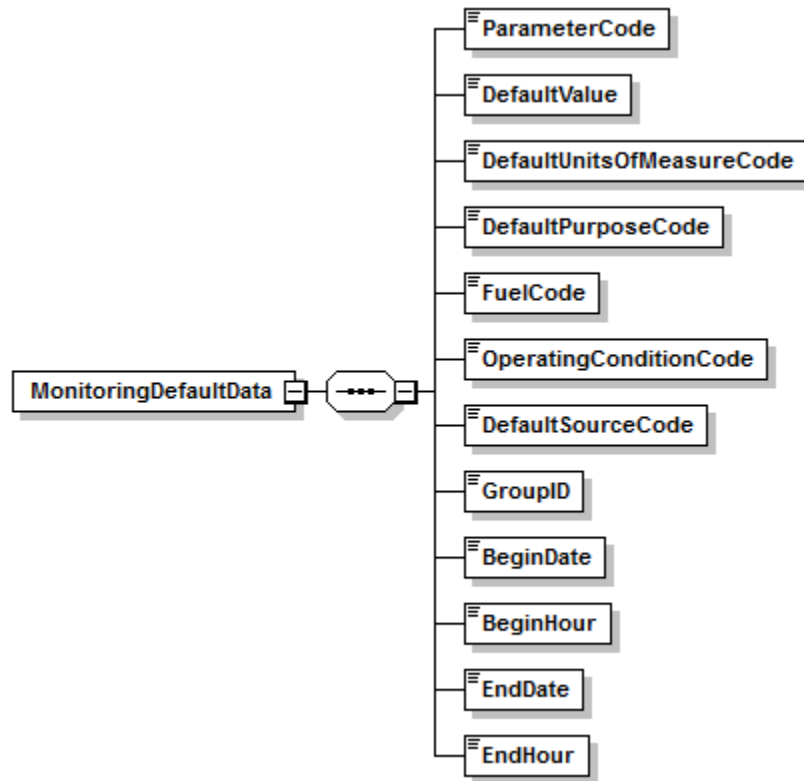 ParameterCode
DefaultValue
DefaultUnitsOfMeasureCode
DefaultPurposeCode
FuelCode
OperatingConditionCode
MonitoringDefaultData
DefaultSourceCode
GroupID
BeginDate
BeginHour
EndDate
EndHour